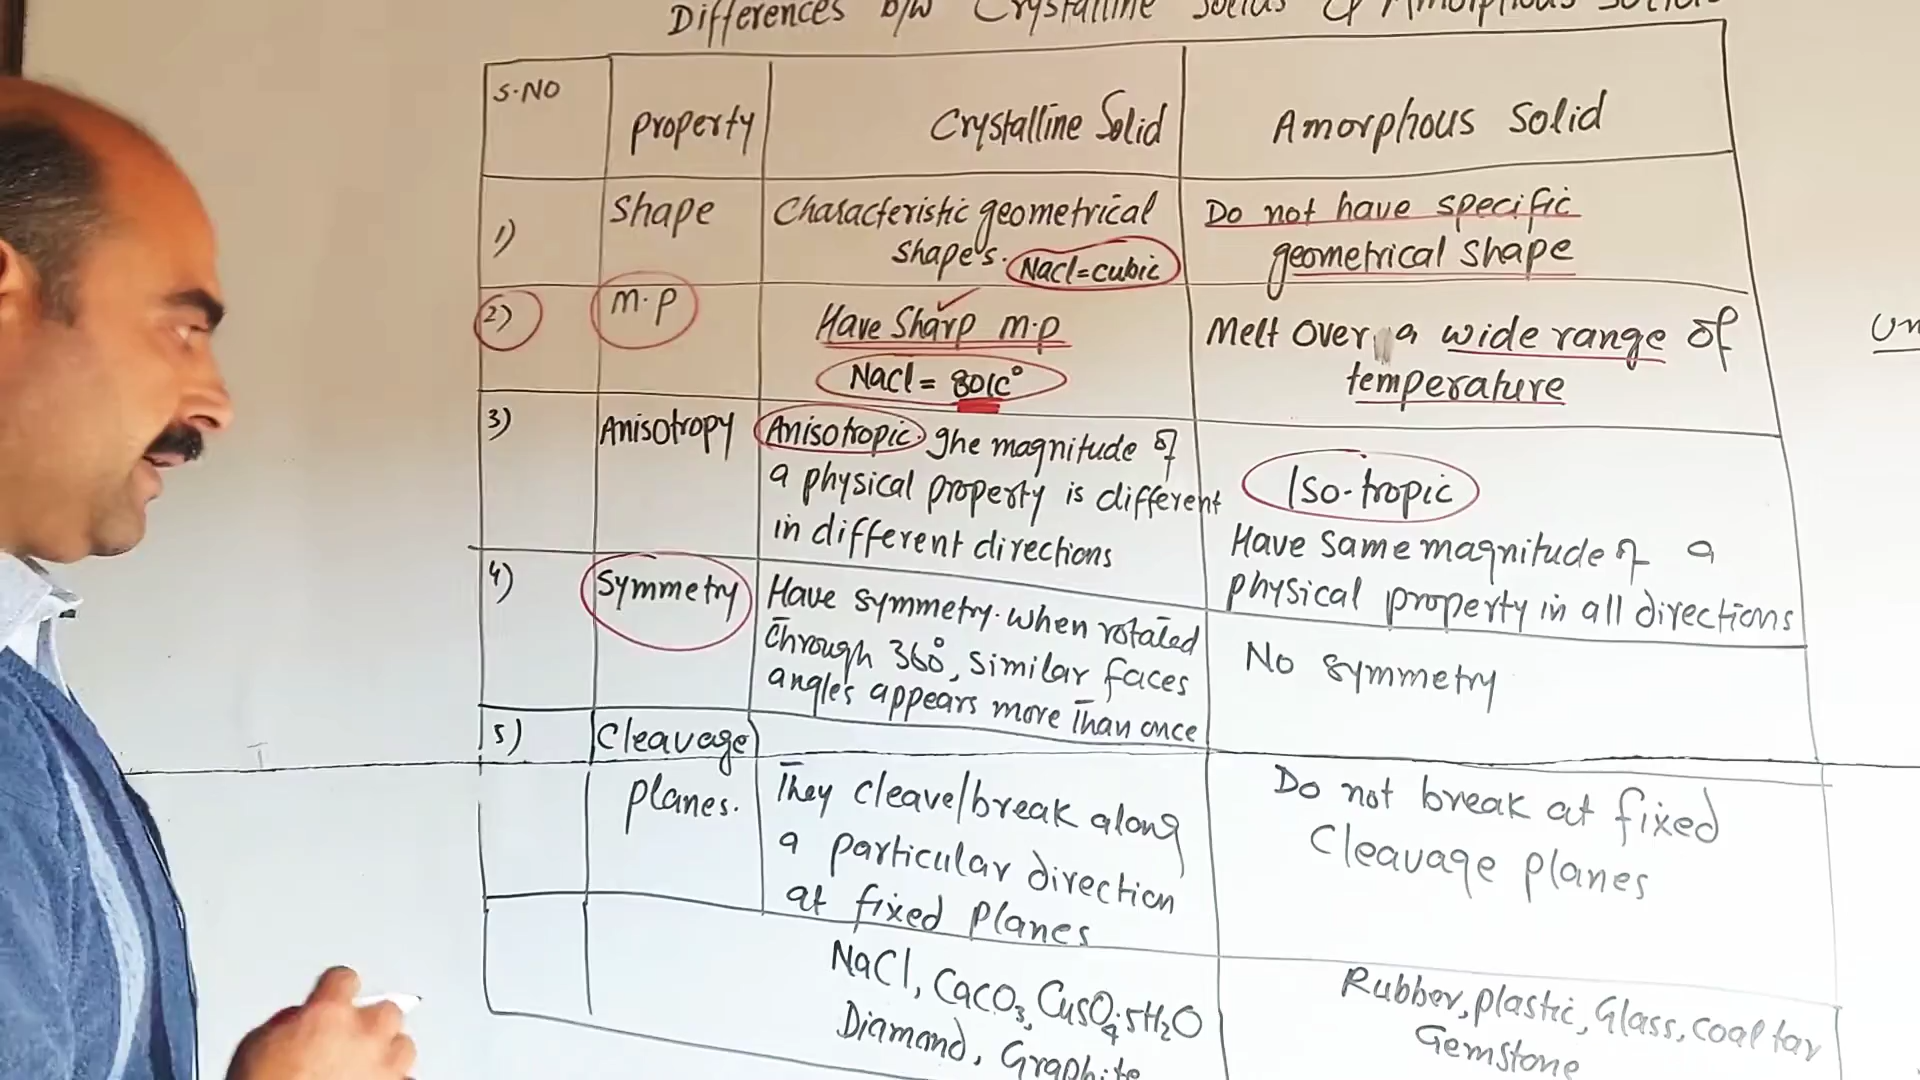 Differences b/w Crystalline Solids & Amorphous Solids
S.NO
property
Crystalline Solid
Amorphous Solid
1)
Shape
Characteristic geometrical
shapes. Nacl=cubic
Do not have specific
geometrical shape
2)
m.p
Have Sharp m.p
Nacl = 801c°
Melt Over a wide range of
temperature
3)
Anisotropy
Anisotropic. The magnitude of
a physical property is different
in different directions
Iso-tropic
Have same magnitude of a
physical property in all directions
4)
Symmetry
Have symmetry. when rotated
through 360°, similar faces
angles appears more than once
No symmetry
5)
Cleavage
planes.
They cleave/break along
a particular direction
at fixed planes
Do not break at fixed
Cleavage planes
NaCl, CaCO3, CuSO4.5H2O
Diamond, Graphite
Rubber, plastic, Glass, coal tar
Gemstone